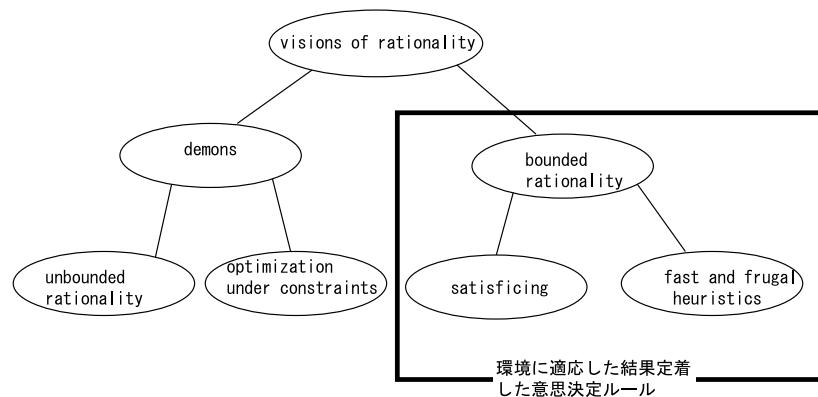 visions of rationality
demons
bounded
rationality
unbounded
rationality
optimization
under constraints
satisficing
fast and frugal
heuristics
環境に適応した結果定着
した意思決定ルール